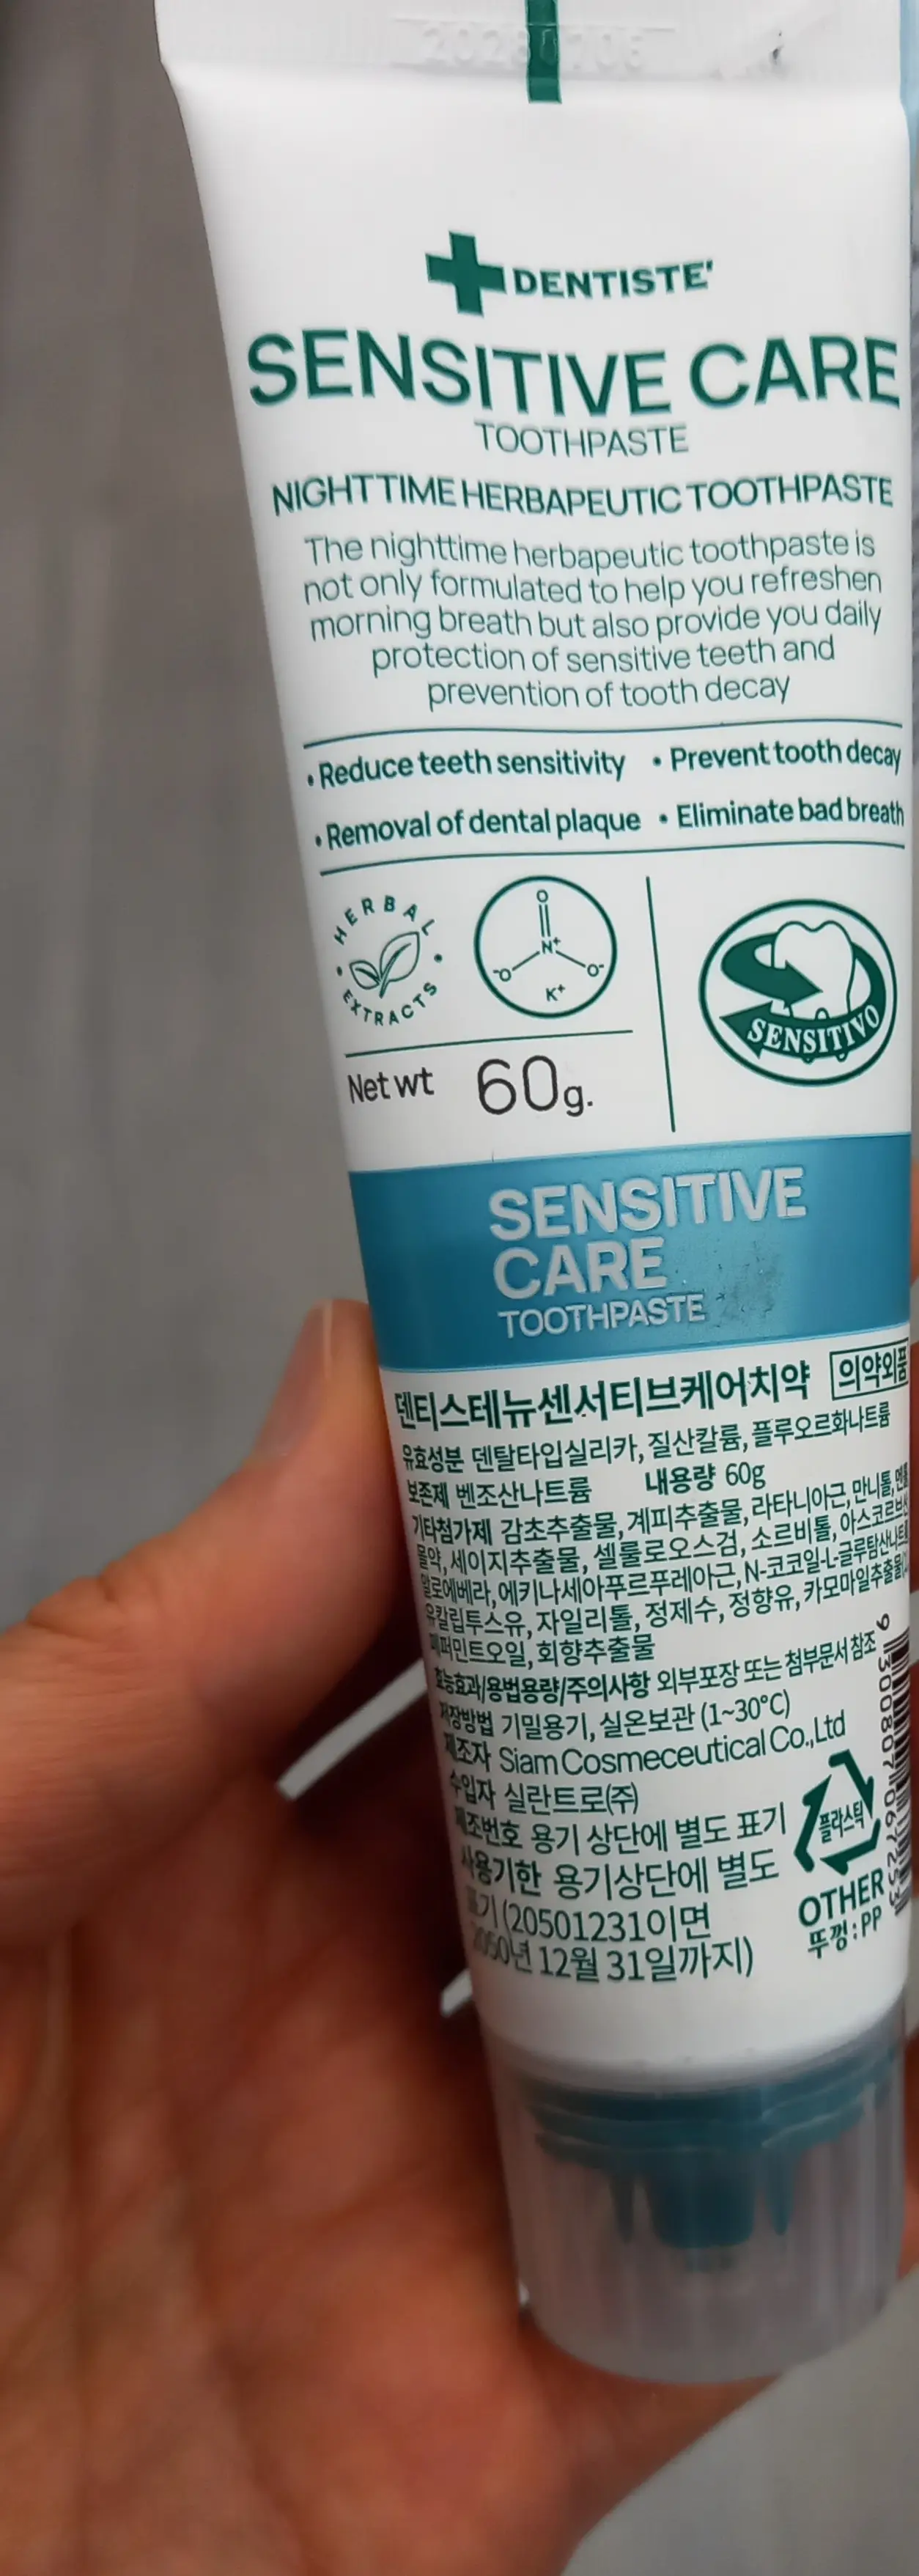 DENTISTE'
SENSITIVE CARE
TOOTHPASTE
NIGHTTIME HERBAPEUTIC TOOTHPASTE
The nighttime herbapeutic toothpaste is
not only formulated to help you refreshen
morning breath but also provide you daily
protection of sensitive teeth and
prevention of tooth decay
• Reduce teeth sensitivity • Prevent tooth decay
• Removal of dental plaque • Eliminate bad breath
HERBAL EXTRACTS
O
N+
-O O-
K+
SENSITIVO
Net wt 60g.
SENSITIVE
CARE
TOOTHPASTE
덴티스테뉴센서티브케어치약 의약외품
유효성분 덴탈타입실리카, 질산칼륨, 플루오르화나트륨
보존제 벤조산나트륨 내용량 60g
기타첨가제 감초추출물, 계피추출물, 라타니아근, 만니톨,
몰약, 세이지추출물, 셀룰로오스검, 소르비톨,
알로에베라, 에키나세아푸르푸레아근, N-코코일-L-글루탐산나트
유칼립투스유, 자일리톨, 정제수, 정향유, 카모마일추출물
페퍼민트오일, 회향추출물
효능효과/용법용량/주의사항 외부포장 또는 첨부문서 참조
저장방법 기밀용기, 실온보관 (1~30°C)
제조자 Siam Cosmeceutical Co.,Ltd
수입자 실란트로(주)
제조번호 용기 상단에 별도 표기
사용기한 용기상단에 별도
표기 (20501231이면
2050년 12월 31일까지)
플라스틱
OTHER
뚜껑:PP